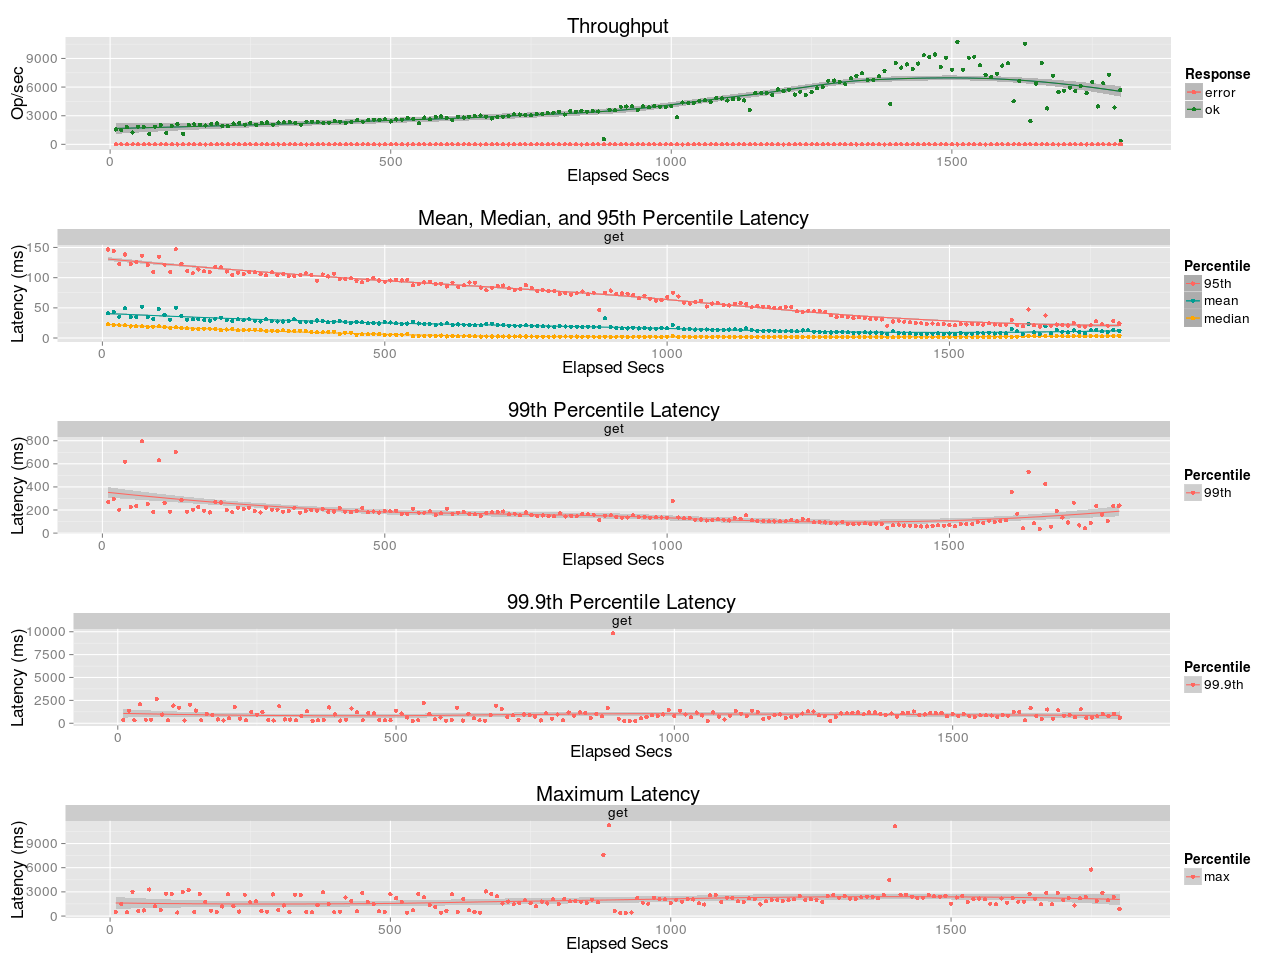 Throughput
Op/sec
9000
6000
3000
0
0 500 1000 1500
Elapsed Secs
Response
error
ok
Mean, Median, and 95th Percentile Latency
get
Latency (ms)
150
100
50
0
0 500 1000 1500
Elapsed Secs
Percentile
95th
mean
median
99th Percentile Latency
get
Latency (ms)
800
600
400
200
0
0 500 1000 1500
Elapsed Secs
Percentile
99th
99.9th Percentile Latency
get
Latency (ms)
10000
7500
5000
2500
0
0 500 1000 1500
Elapsed Secs
Percentile
99.9th
Maximum Latency
get
Latency (ms)
9000
6000
3000
0
0 500 1000 1500
Elapsed Secs
Percentile
max